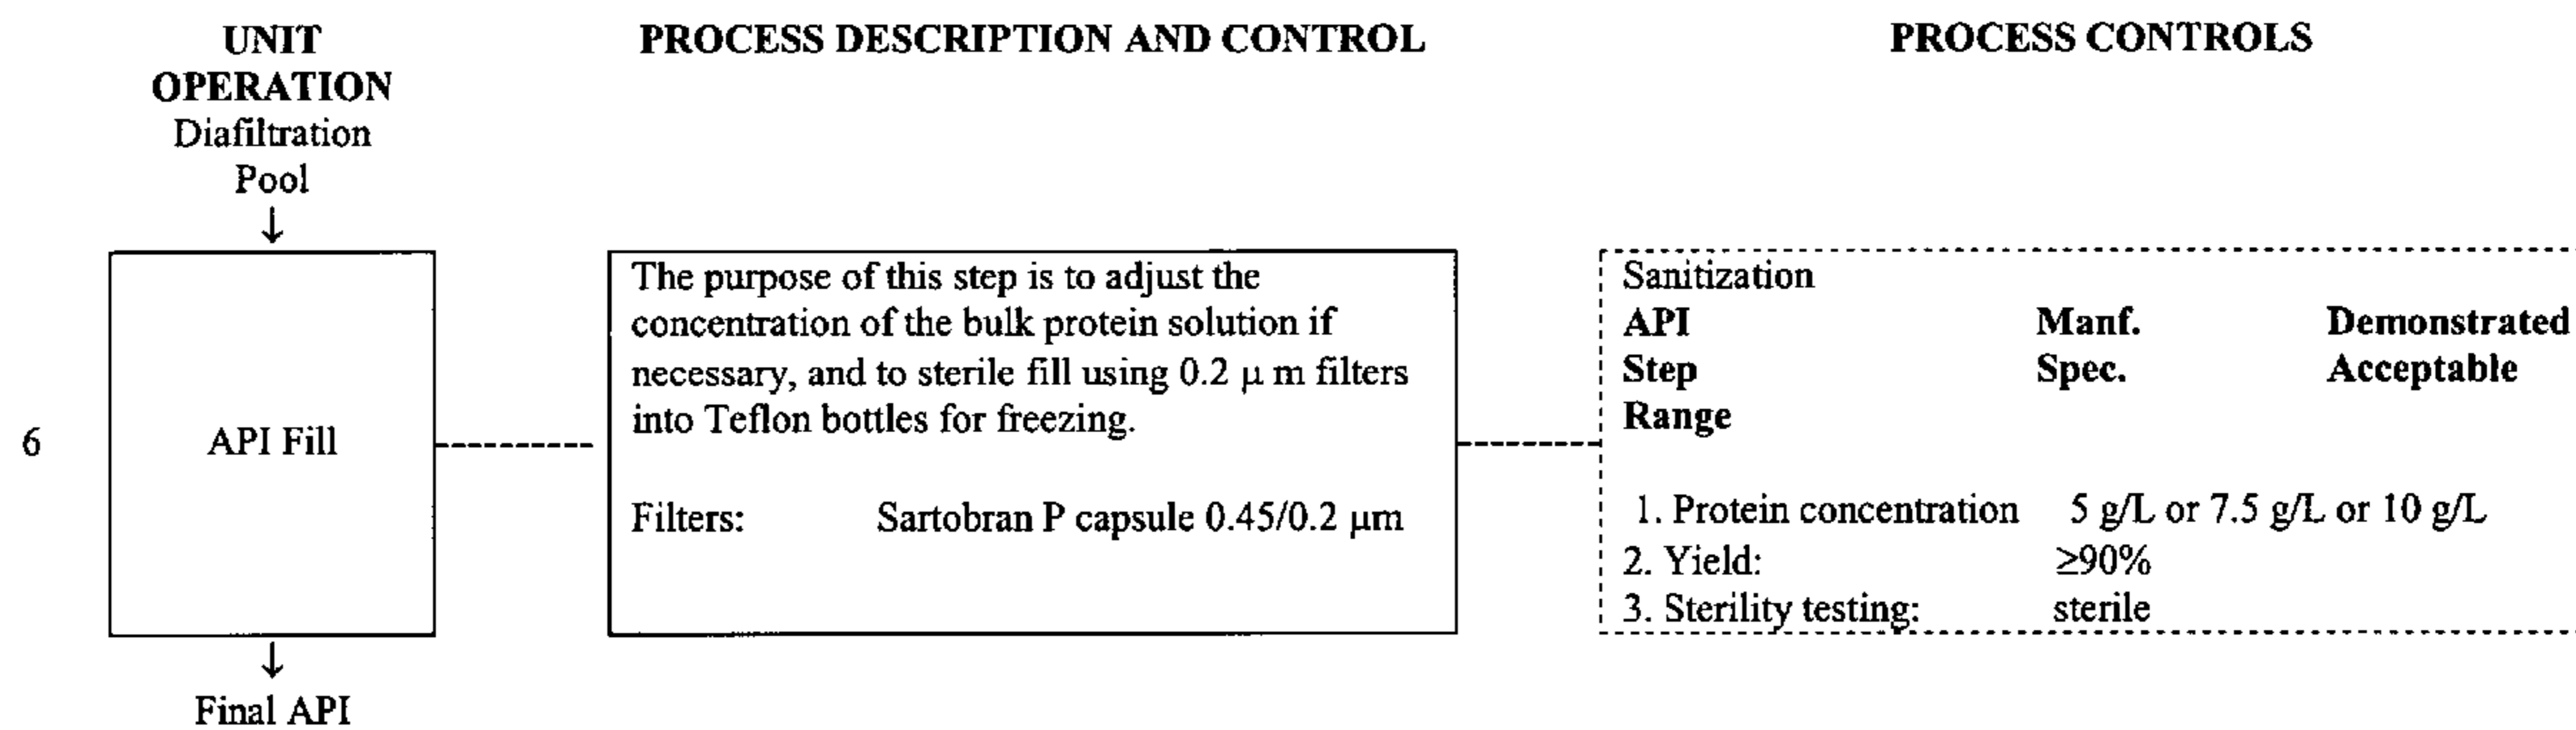 UNIT
OPERATION
PROCESS DESCRIPTION AND CONTROL
PROCESS CONTROLS
Diafiltration
Pool
↓
6
API Fill
The purpose of this step is to adjust the
concentration of the bulk protein solution if
necessary, and to sterile fill using 0.2 μ m filters
into Teflon bottles for freezing.
Filters: Sartobran P capsule 0.45/0.2 μm
Sanitization
API Manf. Demonstrated
Step Spec. Acceptable
Range
1. Protein concentration 5 g/L or 7.5 g/L or 10 g/L
2. Yield: ≥90%
3. Sterility testing: sterile
↓
Final API